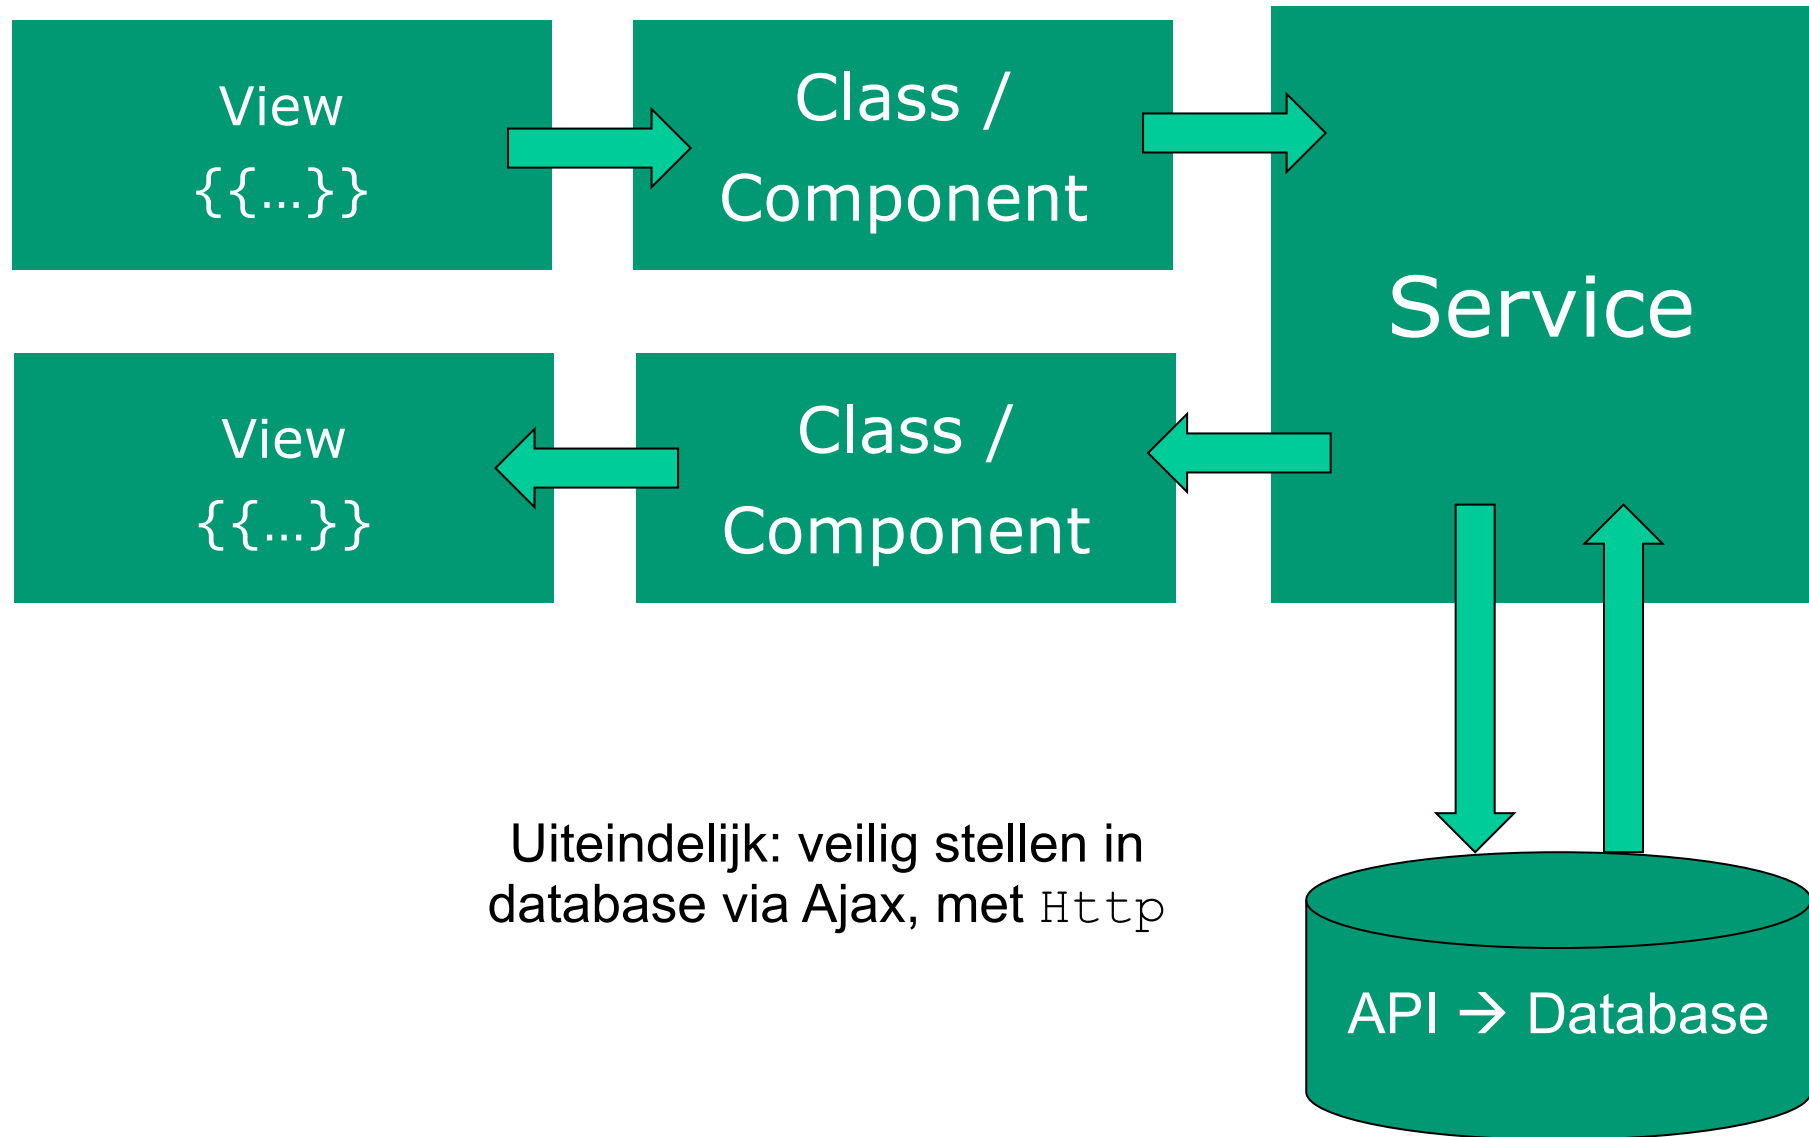 View
{{…}}
Class /
Component
Service
View
{{…}}
Class /
Component
Uiteindelijk: veilig stellen in
database via Ajax, met Http
API → Database